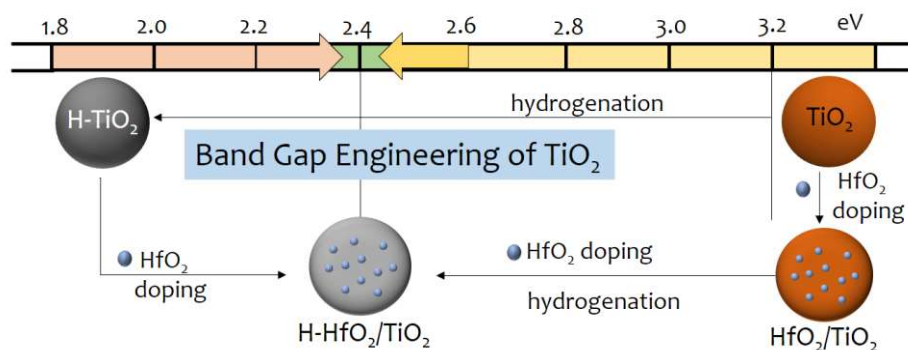 1.8 2.0 2.2 2.4 2.6 2.8 3.0 3.2 eV
hydrogenation
H-TiO₂
TiO₂
Band Gap Engineering of TiO₂
HfO₂
doping
HfO₂
doping
HfO₂ doping
hydrogenation
H-HfO₂/TiO₂
HfO₂/TiO₂